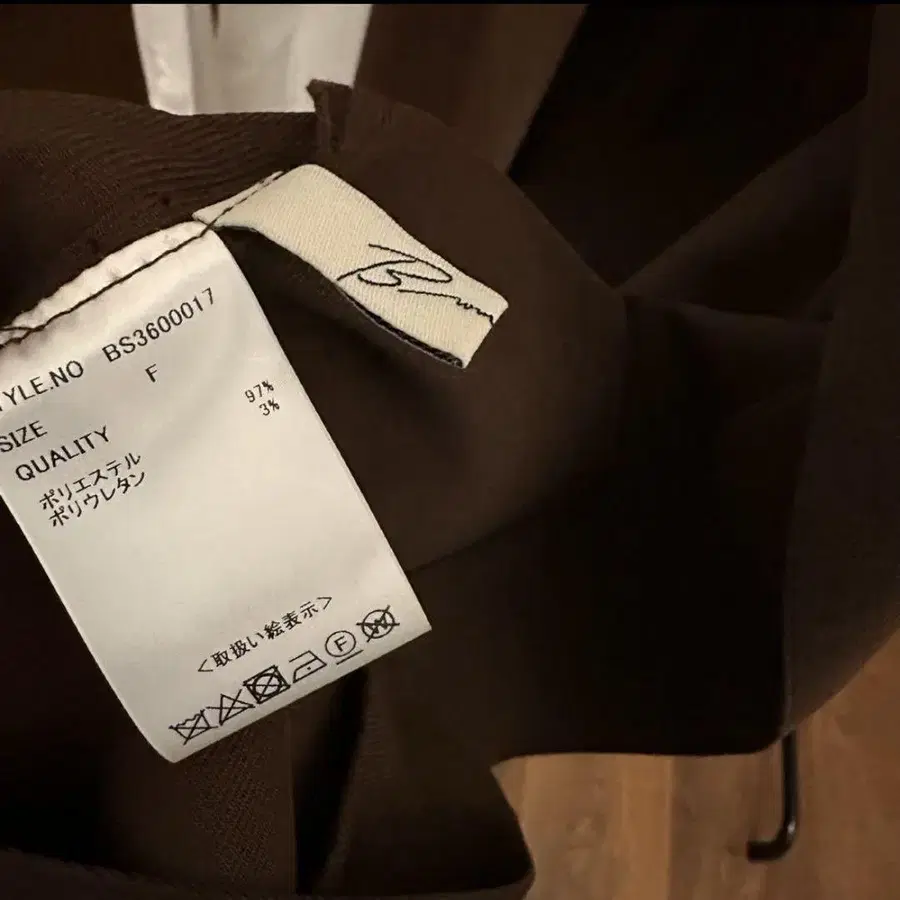 TYLE.NO BS3600017
SIZE F
QUALITY
ポリエステル 97%
ポリウレタン 3%
＜取扱い絵表示＞
F W